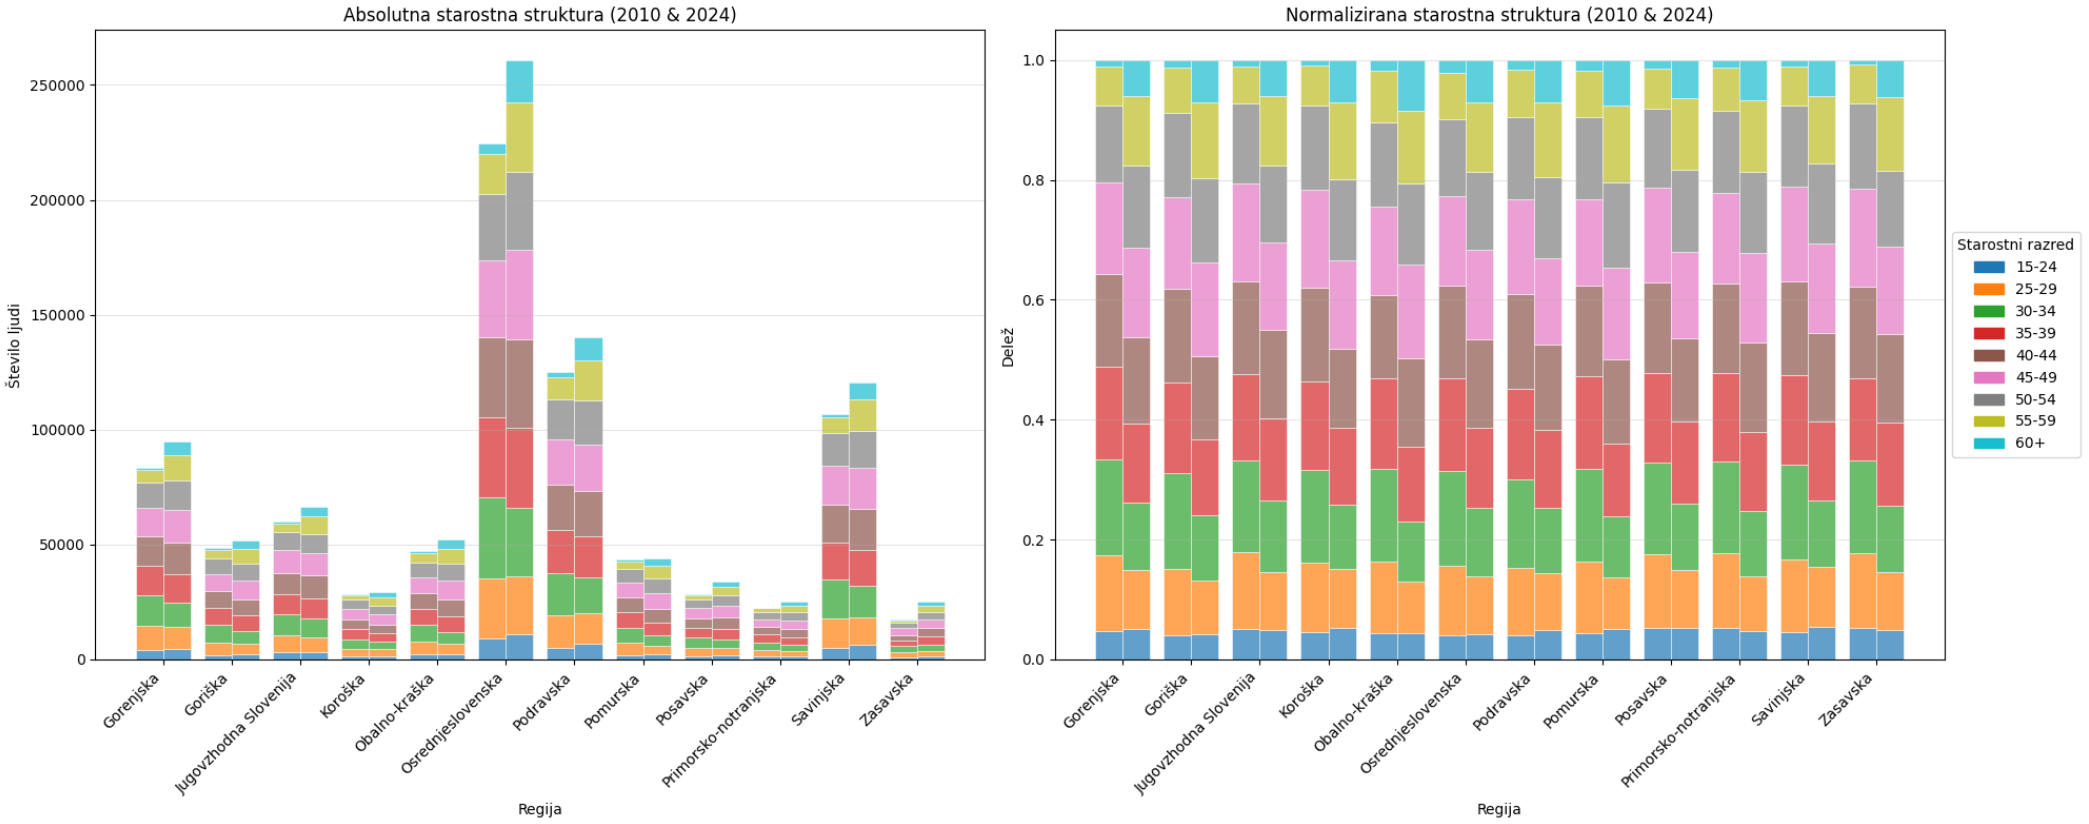 Absolutna starostna struktura (2010 & 2024)
Število ljudi
250000
200000
150000
100000
50000
0
Gorenjska
Goriška
Jugovzhodna Slovenija
Koroška
Obalno-kraška
Osrednjeslovenska
Podravska
Pomurska
Posavska
Primorsko-notranjska
Savinjska
Zasavska
Regija
Normalizirana starostna struktura (2010 & 2024)
Delež
1.0
0.8
0.6
0.4
0.2
0.0
Gorenjska
Goriška
Jugovzhodna Slovenija
Koroška
Obalno-kraška
Osrednjeslovenska
Podravska
Pomurska
Posavska
Primorsko-notranjska
Savinjska
Zasavska
Regija
Starostni razred
15-24
25-29
30-34
35-39
40-44
45-49
50-54
55-59
60+